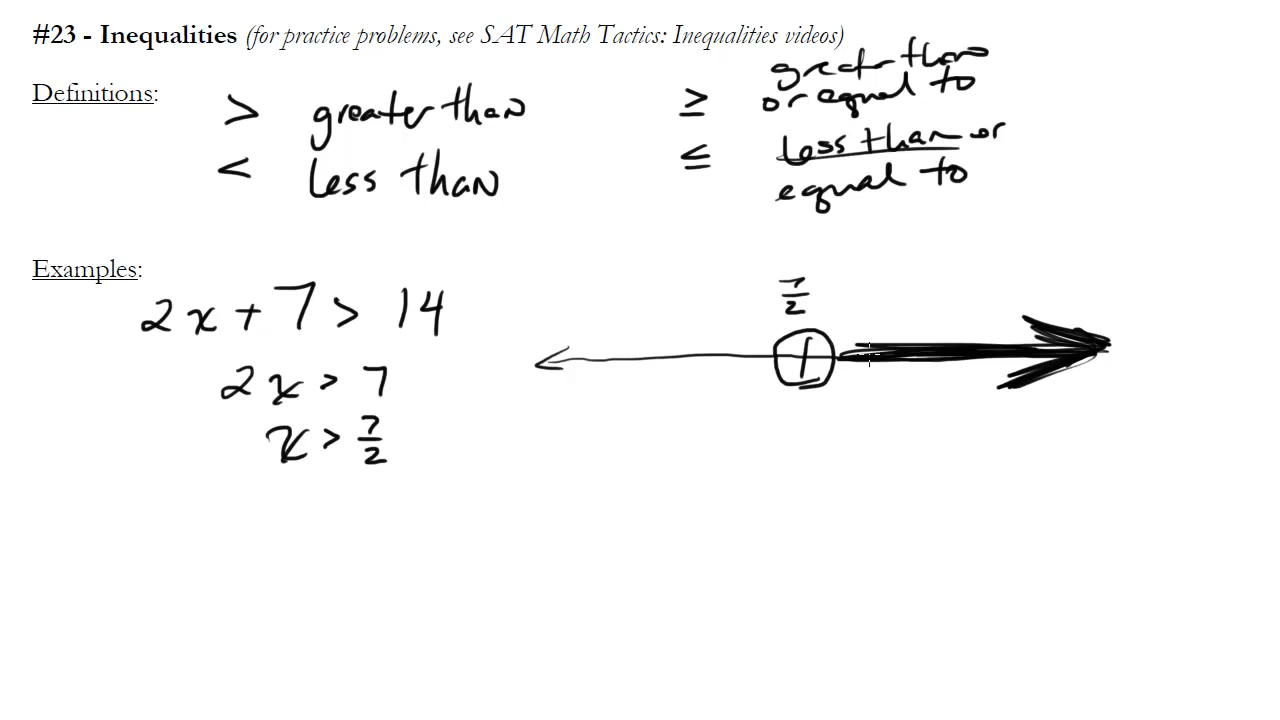 #23 - Inequalities (for practice problems, see SAT Math Tactics: Inequalities videos)
Definitions:
> greater than
< less than
≥ greater than
or equal to
≤ less than or
equal to
Examples:
2x + 7 > 14
2x > 7
x > 7/2
7/2